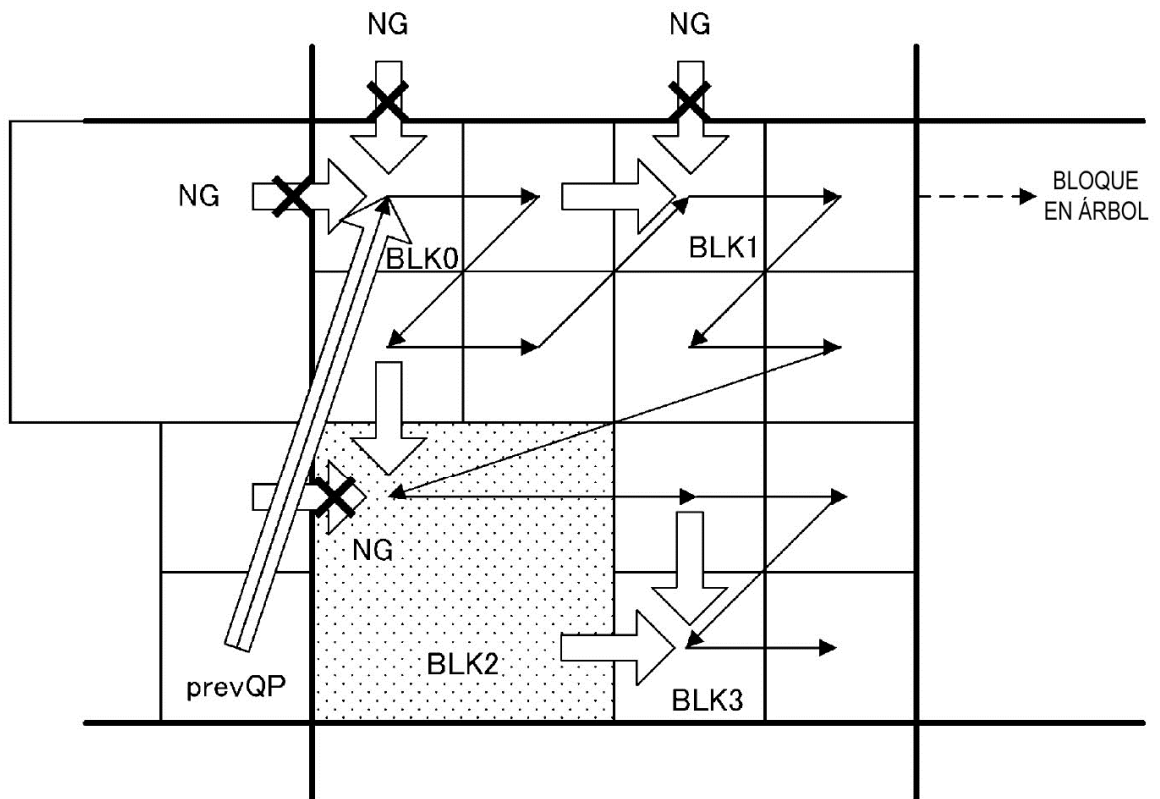 NG
NG
NG
BLOQUE
EN ÁRBOL
BLK0
BLK1
NG
BLK2
prevQP
BLK3